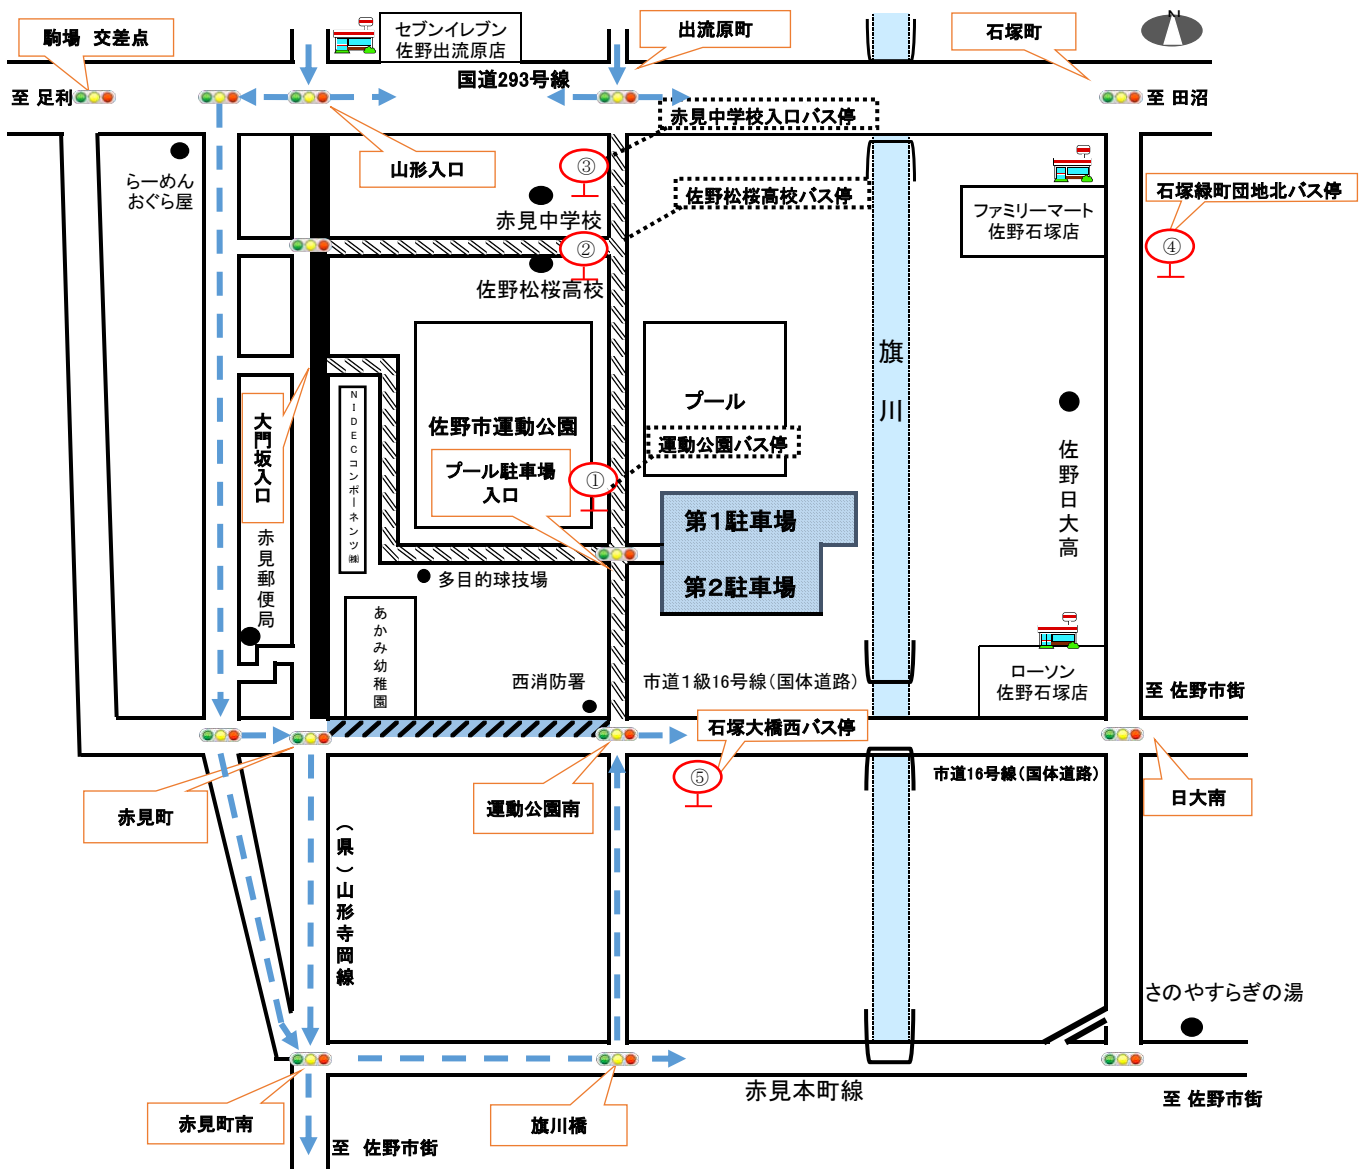 駒場 交差点
セブンイレブン
佐野出流原店
出流原町
石塚町
N
国道293号線
至 足利
至 田沼
赤見中学校入口バス停
山形入口
③
らーめん
おぐら屋
赤見中学校
佐野松桜高校バス停
ファミリーマート
佐野石塚店
石塚緑町団地北バス停
④
②
佐野松桜高校
旗川
プール
佐野市運動公園
運動公園バス停
大門坂入口
NIDECコンポーネンツ㈱
プール駐車場
入口
①
佐野日大高
第1駐車場
第2駐車場
赤見郵便局
多目的球技場
あかみ幼稚園
西消防署
市道1級16号線(国体道路)
ローソン
佐野石塚店
至 佐野市街
石塚大橋西バス停
⑤
市道16号線(国体道路)
赤見町
運動公園南
日大南
(県)山形寺岡線
さのやすらぎの湯
赤見本町線
赤見町南
旗川橋
至 佐野市街
至 佐野市街